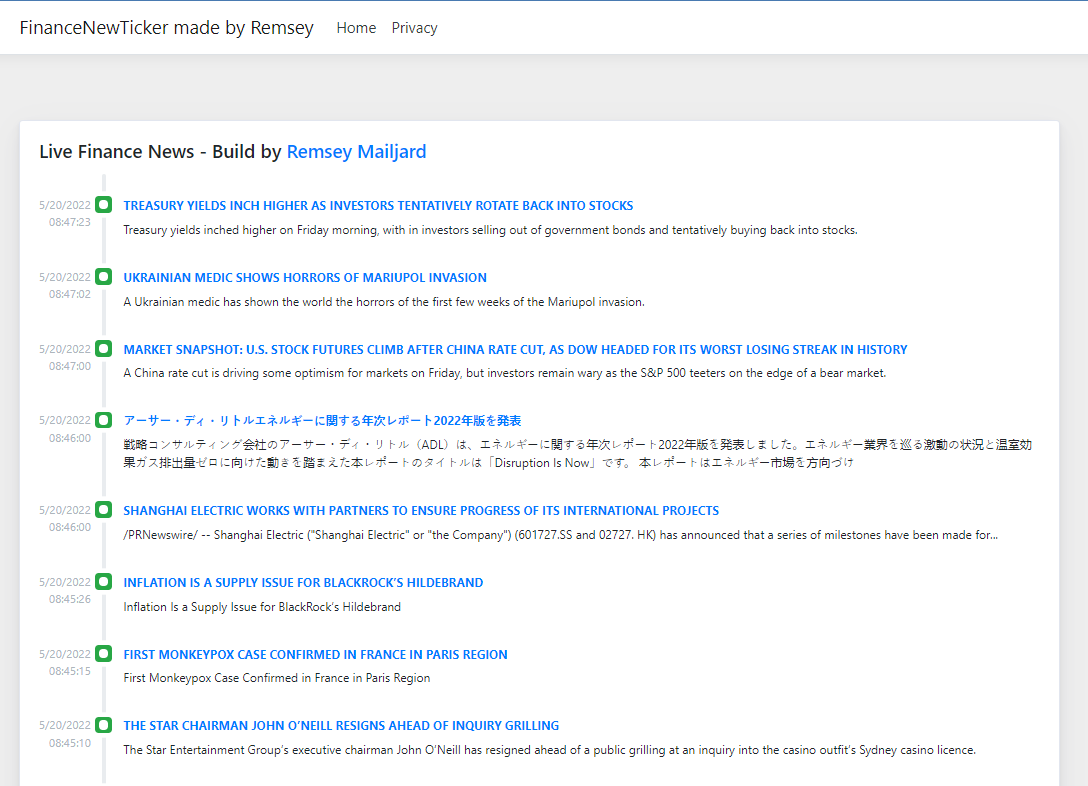 FinanceNewTicker made by Remsey Home Privacy
Live Finance News - Build by Remsey Mailjard
5/20/2022 TREASURY YIELDS INCH HIGHER AS INVESTORS TENTATIVELY ROTATE BACK INTO STOCKS
08:47:23 Treasury yields inched higher on Friday morning, with in investors selling out of government bonds and tentatively buying back into stocks.
5/20/2022 UKRAINIAN MEDIC SHOWS HORRORS OF MARIUPOL INVASION
08:47:02 A Ukrainian medic has shown the world the horrors of the first few weeks of the Mariupol invasion.
5/20/2022 MARKET SNAPSHOT: U.S. STOCK FUTURES CLIMB AFTER CHINA RATE CUT, AS DOW HEADED FOR ITS WORST LOSING STREAK IN HISTORY
08:47:00 A China rate cut is driving some optimism for markets on Friday, but investors remain wary as the S&P 500 teeters on the edge of a bear market.
5/20/2022 アーサー・ディ・リトルエネルギーに関する年次レポート2022年版を発表
08:46:00 戦略コンサルティング会社のアーサー・ディ・リトル（ADL）は、エネルギーに関する年次レポート2022年版を発表しました。エネルギー業界を巡る激動の状況と温室効
果ガス排出量ゼロに向けた動きを踏まえた本レポートのタイトルは「Disruption Is Now」です。 本レポートはエネルギー市場を方向づけ
5/20/2022 SHANGHAI ELECTRIC WORKS WITH PARTNERS TO ENSURE PROGRESS OF ITS INTERNATIONAL PROJECTS
08:46:00 /PRNewswire/ -- Shanghai Electric ("Shanghai Electric" or "the Company") (601727.SS and 02727. HK) has announced that a series of milestones have been made for...
5/20/2022 INFLATION IS A SUPPLY ISSUE FOR BLACKROCK’S HILDEBRAND
08:45:26 Inflation Is a Supply Issue for BlackRock’s Hildebrand
5/20/2022 FIRST MONKEYPOX CASE CONFIRMED IN FRANCE IN PARIS REGION
08:45:15 First Monkeypox Case Confirmed in France in Paris Region
5/20/2022 THE STAR CHAIRMAN JOHN O’NEILL RESIGNS AHEAD OF INQUIRY GRILLING
08:45:10 The Star Entertainment Group’s executive chairman John O’Neill has resigned ahead of a public grilling at an inquiry into the casino outfit’s Sydney casino licence.